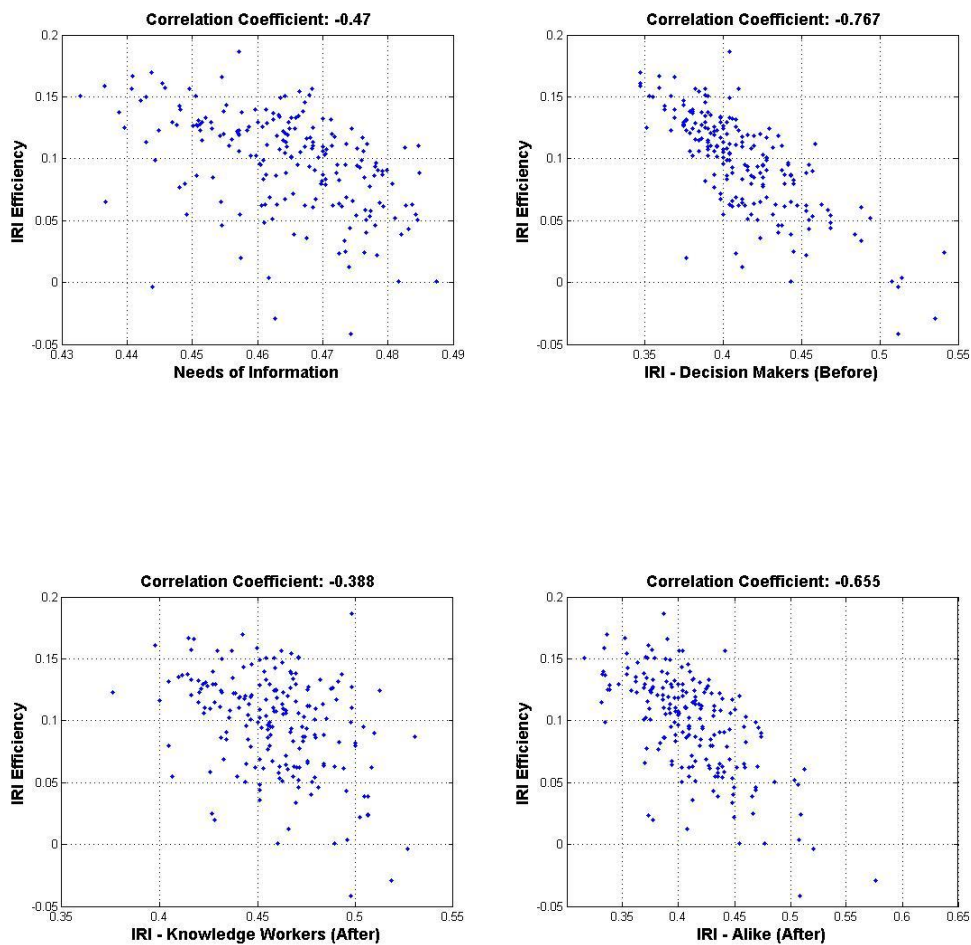 Correlation Coefficient: -0.47
0.2
0.15
0.1
0.05
0
-0.05
IRI Efficiency
0.43 0.44 0.45 0.46 0.47 0.48 0.49
Needs of Information
Correlation Coefficient: -0.767
0.2
0.15
0.1
0.05
0
-0.05
IRI Efficiency
0.35 0.4 0.45 0.5 0.55
IRI - Decision Makers (Before)
Correlation Coefficient: -0.388
0.2
0.15
0.1
0.05
0
-0.05
IRI Efficiency
0.35 0.4 0.45 0.5 0.55
IRI - Knowledge Workers (After)
Correlation Coefficient: -0.655
0.2
0.15
0.1
0.05
0
-0.05
IRI Efficiency
0.35 0.4 0.45 0.5 0.55 0.6 0.65
IRI - Alike (After)